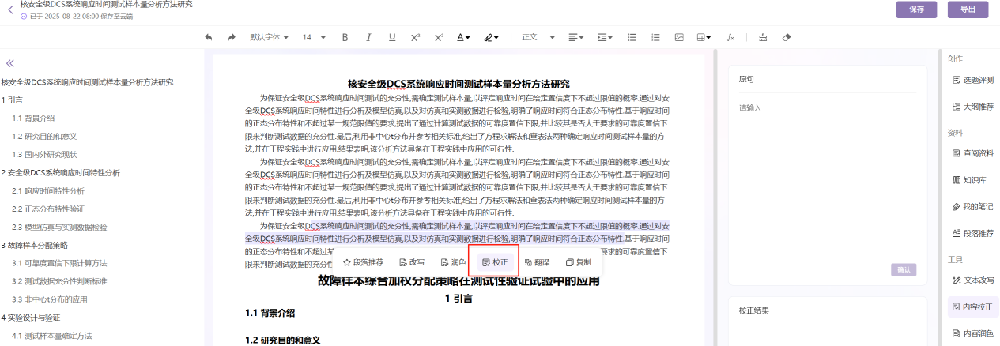 核安全级DCS系统响应时间测试样本量分析方法研究
已于 2025-08-22 08:00 保存至云端
保存
导出
默认字体
14
B
I
U
X²
X²
A
正文
核安全级DCS系统响应时间测试样本量分析方法研究
1 引言
1.1 背景介绍
1.2 研究目的和意义
1.3 国内外研究现状
2 安全级DCS系统响应时间特性分析
2.1 响应时间特性分析
2.2 正态分布特性验证
2.3 模型仿真与实测数据检验
3 故障样本分配策略
3.1 可靠度置信下限计算方法
3.2 测试数据充分性判断标准
3.3 非中心t分布的应用
4 实验设计与验证
4.1 测试样本量确定方法
核安全级DCS系统响应时间测试样本量分析方法研究
为保证安全级DCS系统响应时间测试的充分性,需确定测试样本量,以评定响应时间在给定置信度下不超过限值的概率.通过对安
全级DCS系统响应时间特性进行分析及模型仿真,以及对仿真和实测数据进行检验,明确了响应时间符合正态分布特性.基于响应时间
的正态分布特性和不超过某一规范限值的要求,提出了通过计算测试数据的可靠度置信下限,并比较其是否大于要求的可靠度置信下
限来判断测试数据的充分性.最后,利用非中心t分布并参考相关标准,给出了方程求解法和查表法两种确定响应时间测试样本量的方
法,并在工程实践中进行应用.结果表明,该分析方法具备在工程实践中应用的可行性.
为保证安全级DCS系统响应时间测试的充分性,需确定测试样本量,以评定响应时间在给定置信度下不超过限值的概率.通过对安
全级DCS系统响应时间特性进行分析及模型仿真,以及对仿真和实测数据进行检验,明确了响应时间符合正态分布特性.基于响应时间
的正态分布特性和不超过某一规范限值的要求,提出了通过计算测试数据的可靠度置信下限,并比较其是否大于要求的可靠度置信下
限来判断测试数据的充分性.最后,利用非中心t分布并参考相关标准,给出了方程求解法和查表法两种确定响应时间测试样本量的方
法,并在工程实践中进行应用.结果表明,该分析方法具备在工程实践中应用的可行性.
为保证安全级DCS系统响应时间测试的充分性,需确定测试样本量,以评定响应时间在给定置信度下不超过限值的概率.通过对安
全级DCS系统响应时间特性进行分析及模型仿真,以及对仿真和实测数据进行检验,明确了响应时间符合正态分布特性.基于响应时间
的正态分布特性和不超过某 度置信下
限来判断测试数据的充分性 样本量的方
段落推荐
改写
润色
校正
翻译
复制
故障样本综合加权分配策略在测试性验证试验中的应用
1 引言
1.1 背景介绍
1.2 研究目的和意义
原句
请输入
确认
校正结果
创作
选题评测
大纲推荐
资料
查阅资料
知识库
我的笔记
段落推荐
工具
文本改写
内容校正
内容润色